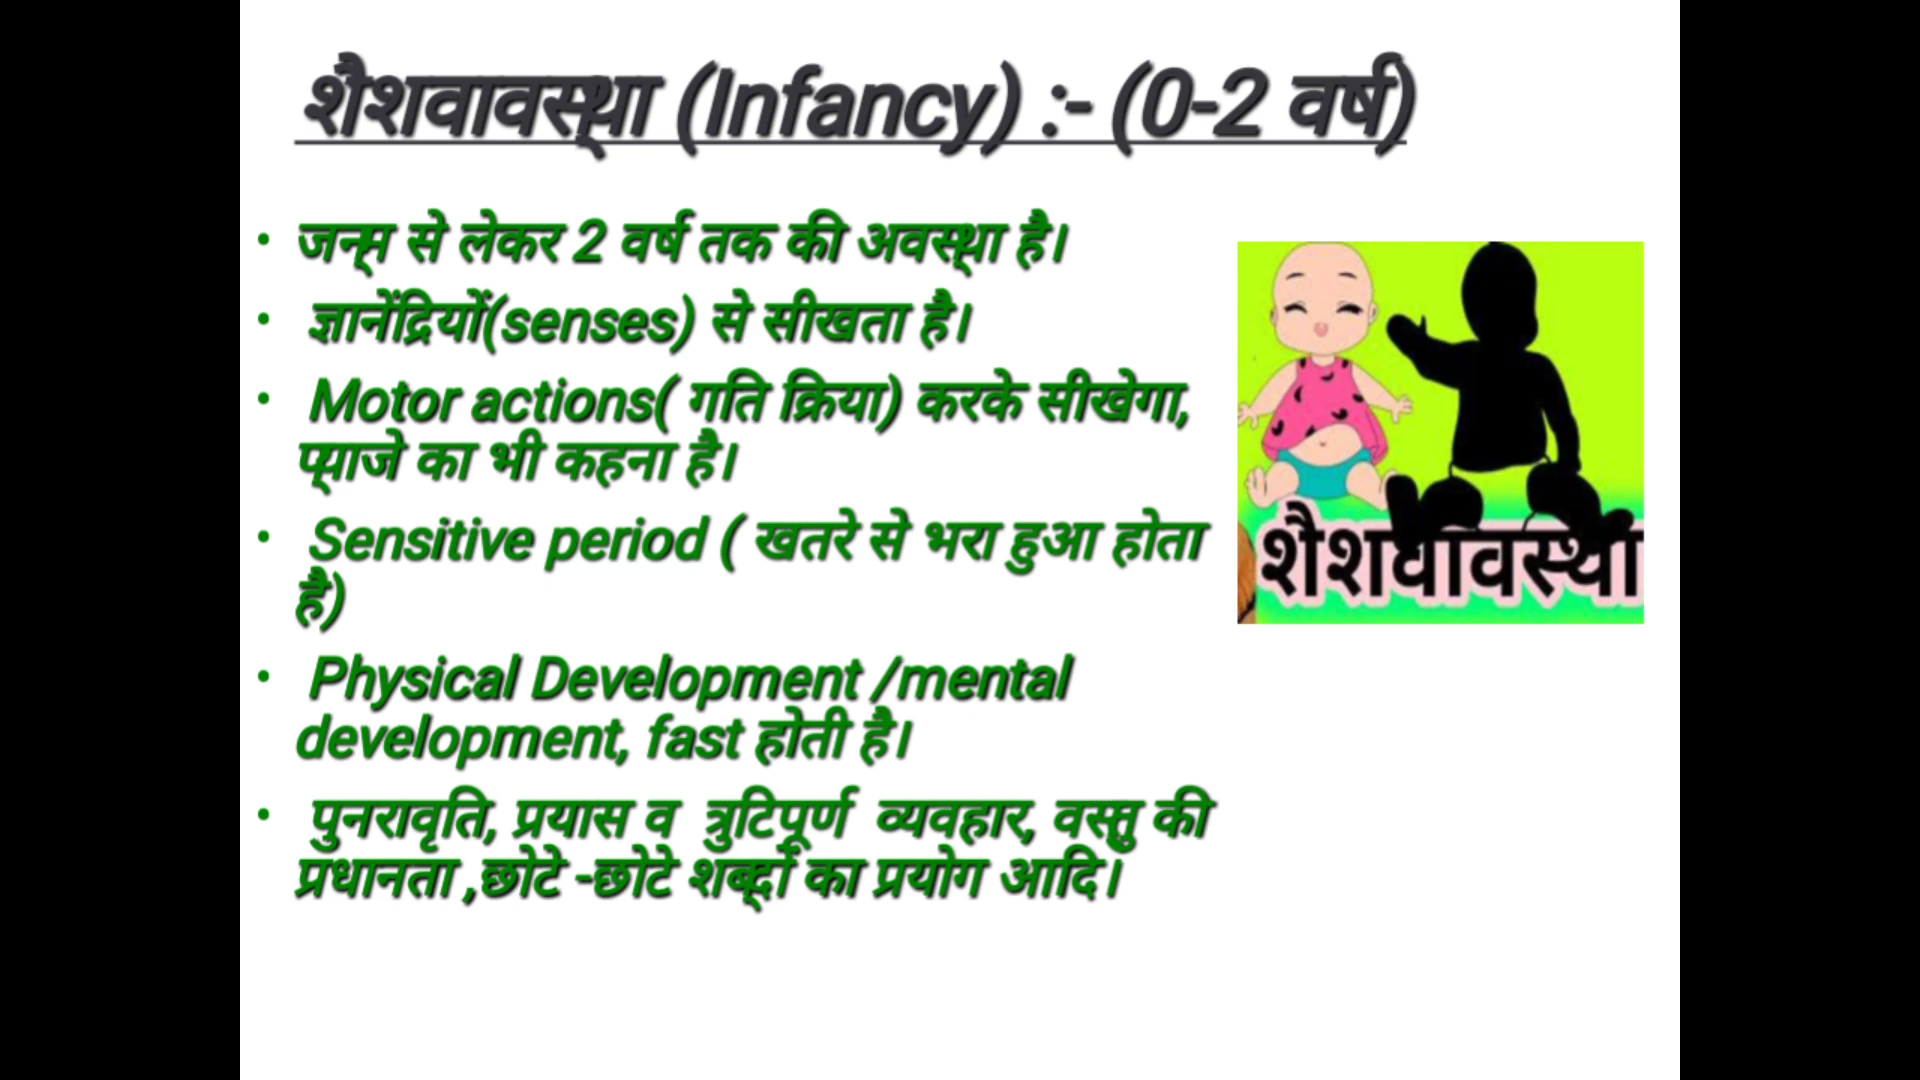 शैशवावस्था (Infancy) :- (0-2 वर्ष)
• जन्म से लेकर 2 वर्ष तक की अवस्था है।
• ज्ञानेंद्रियों(senses) से सीखता है।
• Motor actions( गति क्रिया) करके सीखेगा,
प्याजे का भी कहना है।
• Sensitive period ( खतरे से भरा हुआ होता
है)
• Physical Development /mental
development, fast होती है।
• पुनरावृति, प्रयास व त्रुटिपूर्ण व्यवहार, वस्तु की
प्रधानता ,छोटे -छोटे शब्दों का प्रयोग आदि।
शैशवावस्था